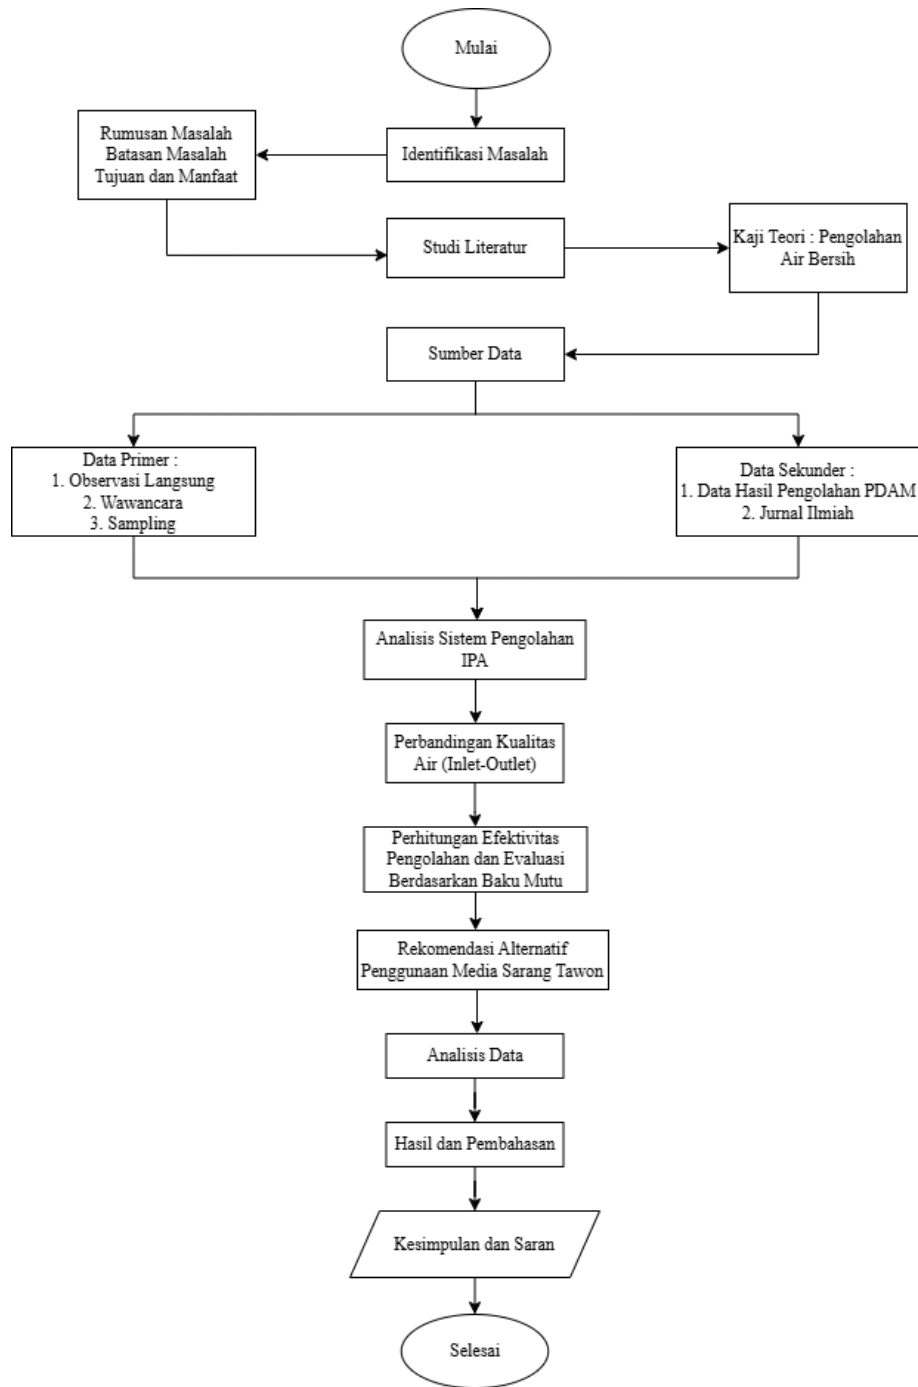 Mulai
Identifikasi Masalah
Rumusan Masalah
Batasan Masalah
Tujuan dan Manfaat
Studi Literatur
Kaji Teori : Pengolahan
Air Bersih
Sumber Data
Data Primer :
1. Observasi Langsung
2. Wawancara
3. Sampling
Data Sekunder :
1. Data Hasil Pengolahan PDAM
2. Jurnal Ilmiah
Analisis Sistem Pengolahan
IPA
Perbandingan Kualitas
Air (Inlet-Outlet)
Perhitungan Efektivitas
Pengolahan dan Evaluasi
Berdasarkan Baku Mutu
Rekomendasi Alternatif
Penggunaan Media Sarang Tawon
Analisis Data
Hasil dan Pembahasan
Kesimpulan dan Saran
Selesai